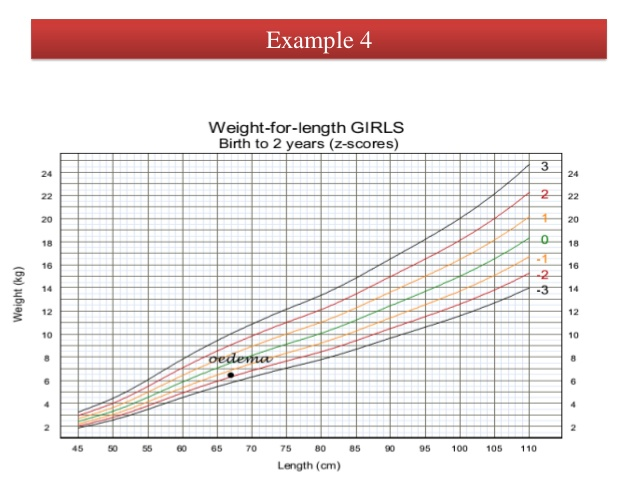 Example 4
Weight-for-length GIRLS
Birth to 2 years (z-scores)
3
24 24
2
22 22
1
20 20
0
18 18
-1
16 16
-2
-3
14 14
12 12
10 10
oedema
8 8
6 6
4 4
2 2
Weight (kg)
45 50 55 60 65 70 75 80 85 90 95 100 105 110
Length (cm)